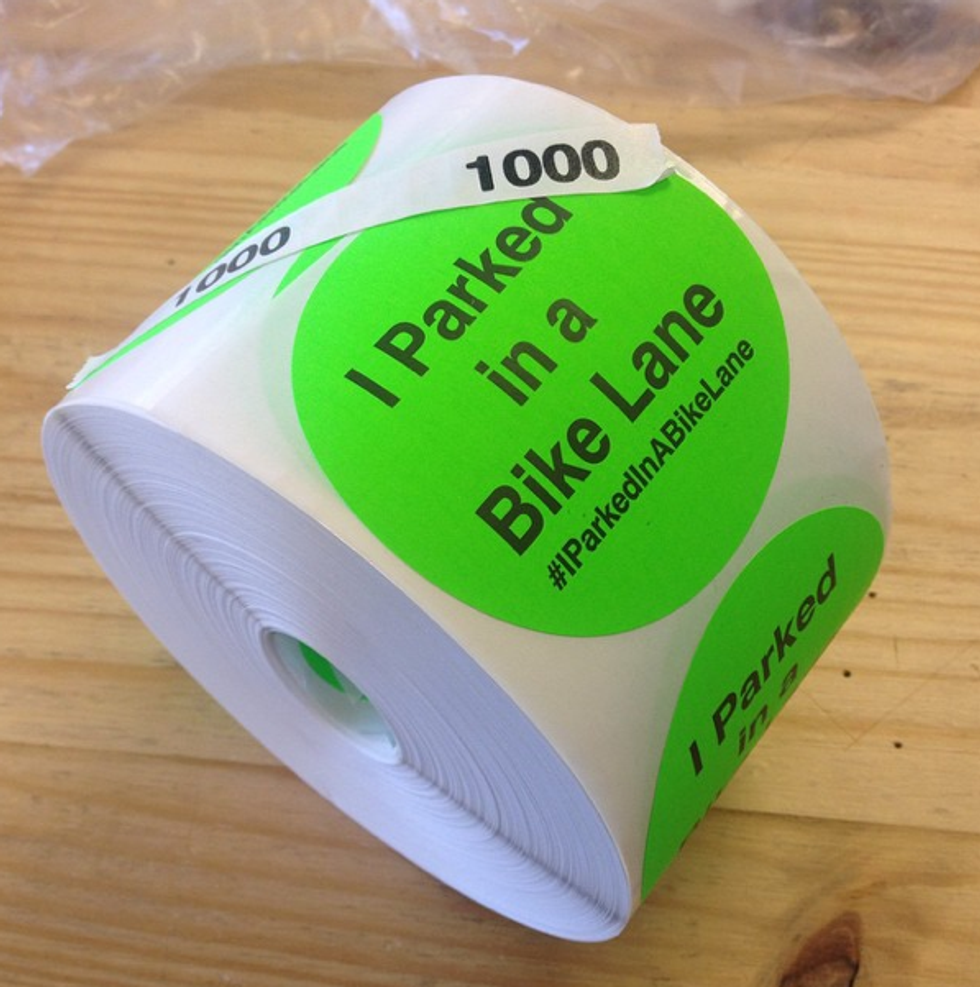 1000
1000
I Parked
in a
Bike Lane
#IParkedInABikeLane
I Parked
in a